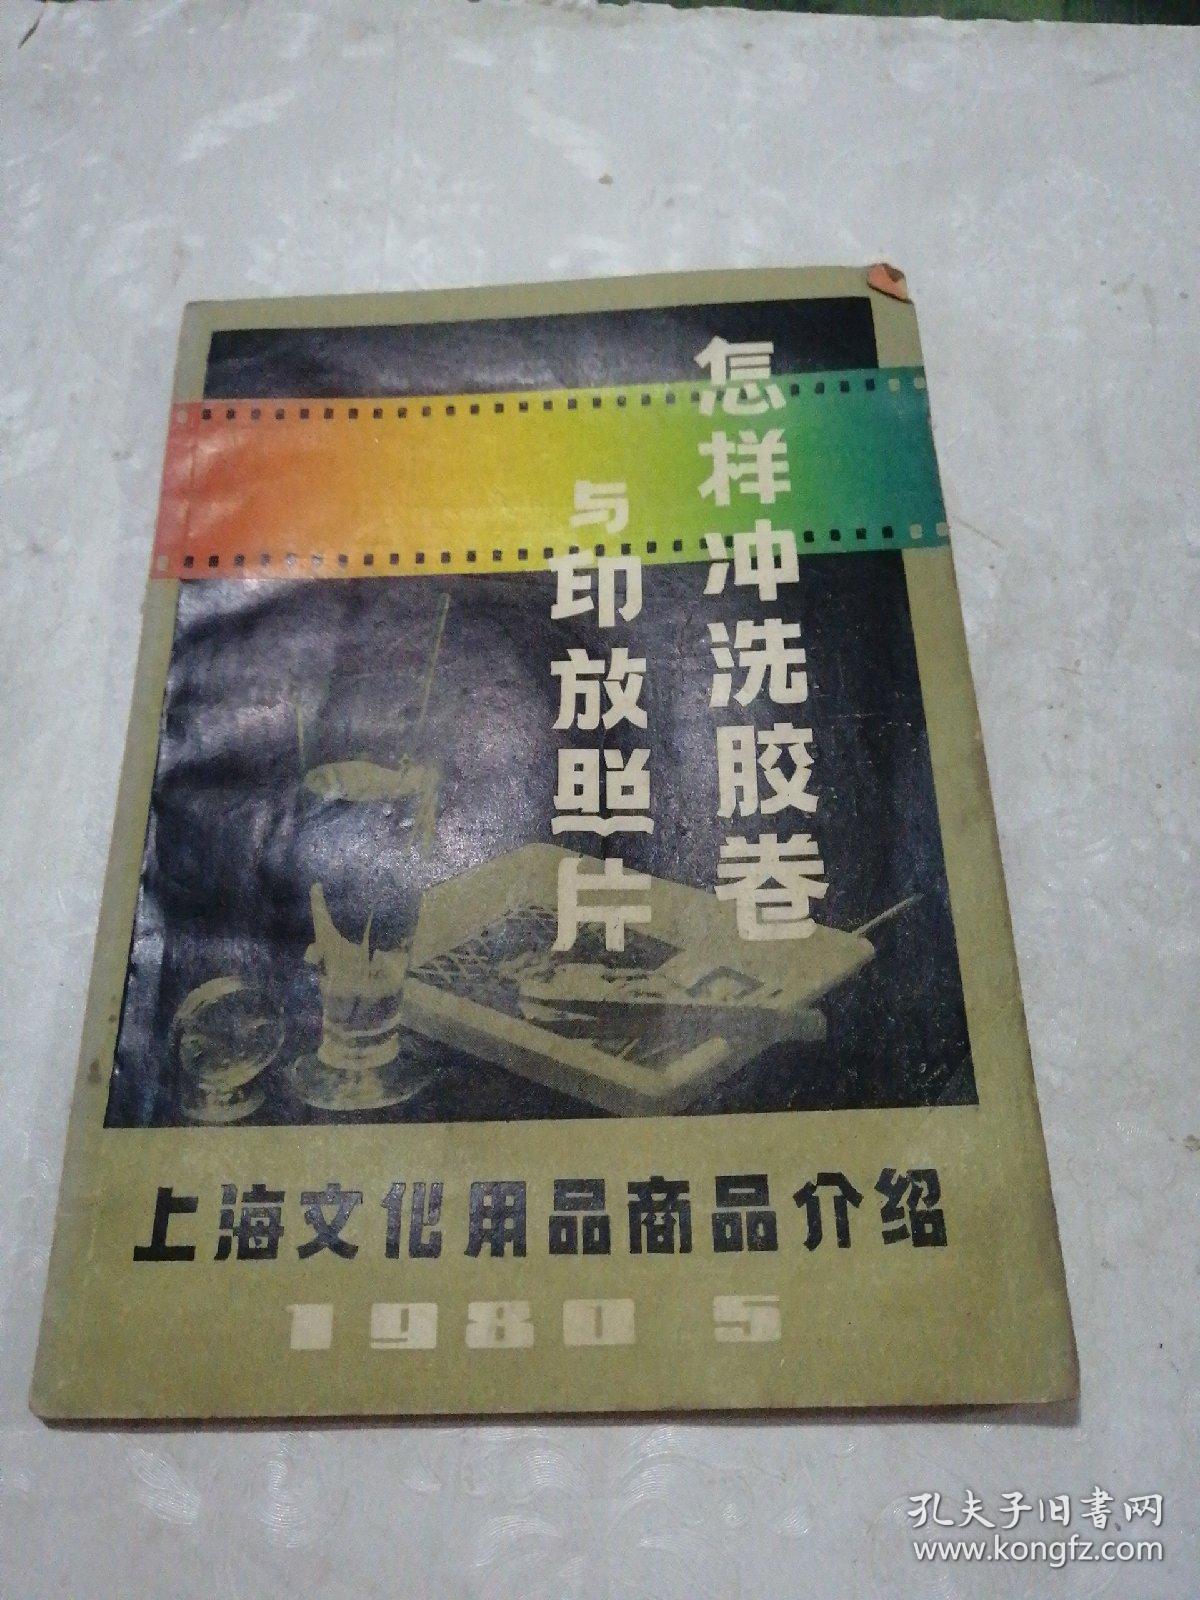 怎样冲洗胶卷
与印放照片
上海文化用品商品介绍
1980 5
孔夫子旧书网
www.kongfz.com